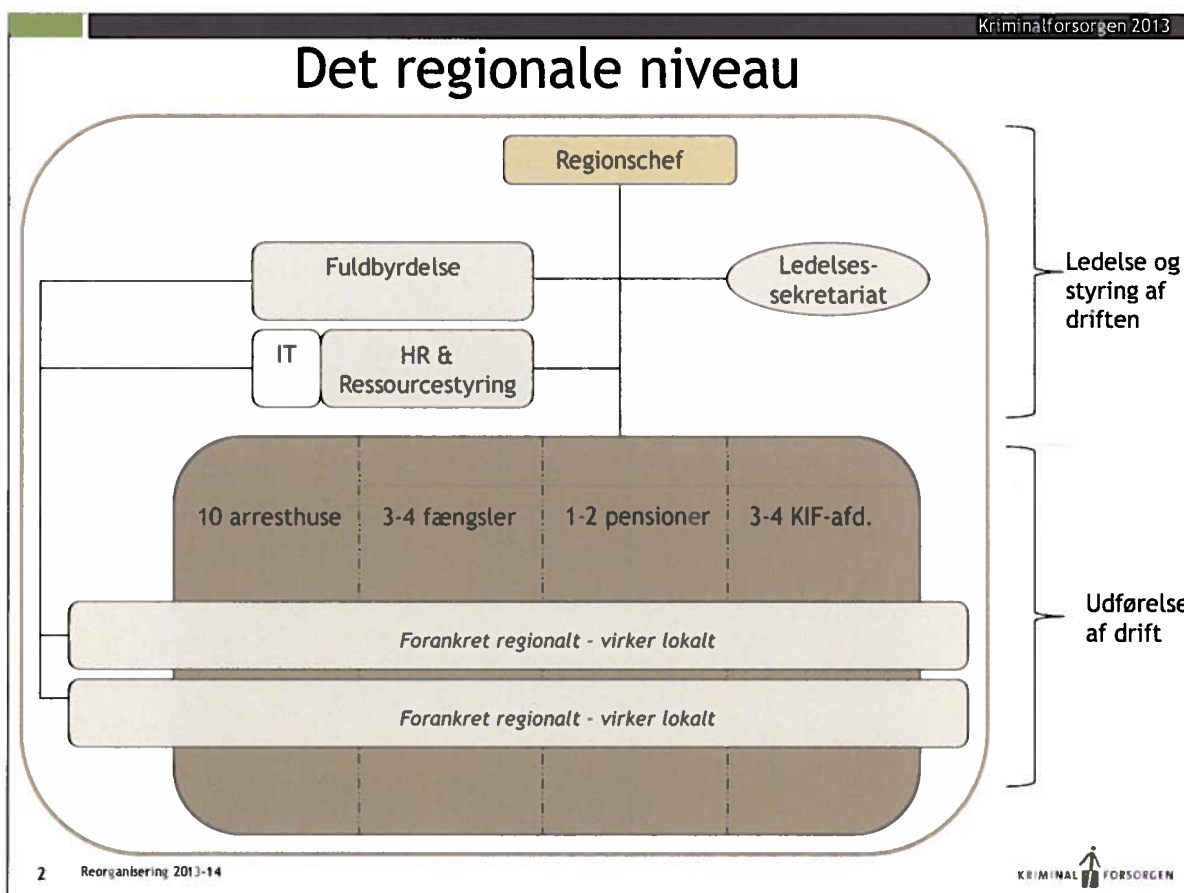 Kriminalforsorgen 2013
Det regionale niveau
Regionschef
Fuldbyrdelse
Ledelses-
sekretariat
IT
HR &
Ressourcestyring
Ledelse og
styring af
driften
10 arresthuse
3-4 fængsler
1-2 pensioner
3-4 KIF-afd.
Forankret regionalt - virker lokalt
Forankret regionalt - virker lokalt
Udførelse
af drift
2 Reorganisering 2013-14
KRIMINAL FORSORGEN